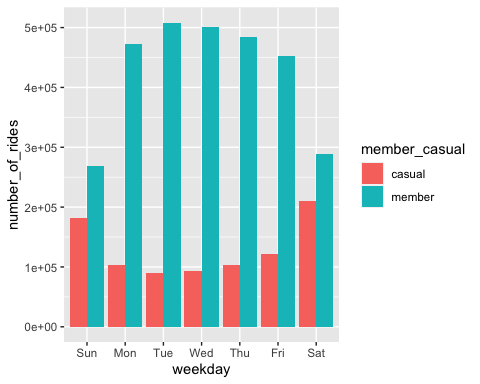 5e+05
4e+05
3e+05
2e+05
1e+05
0e+00
number_of_rides
Sun Mon Tue Wed Thu Fri Sat
weekday
member_casual
casual
member